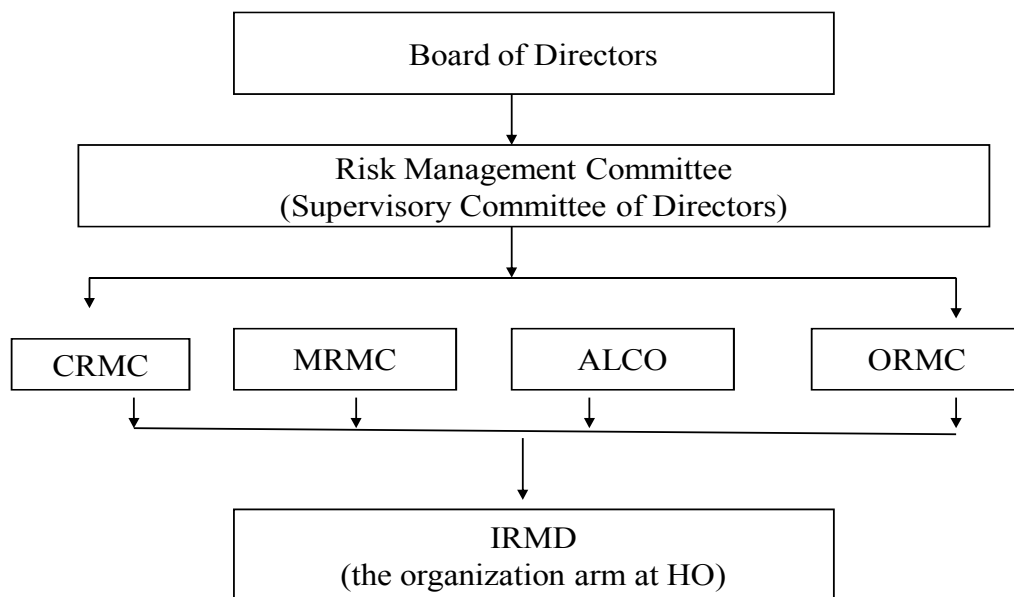 Board of Directors
Risk Management Committee
(Supervisory Committee of Directors)
CRMC
MRMC
ALCO
ORMC
IRMD
(the organization arm at HO)